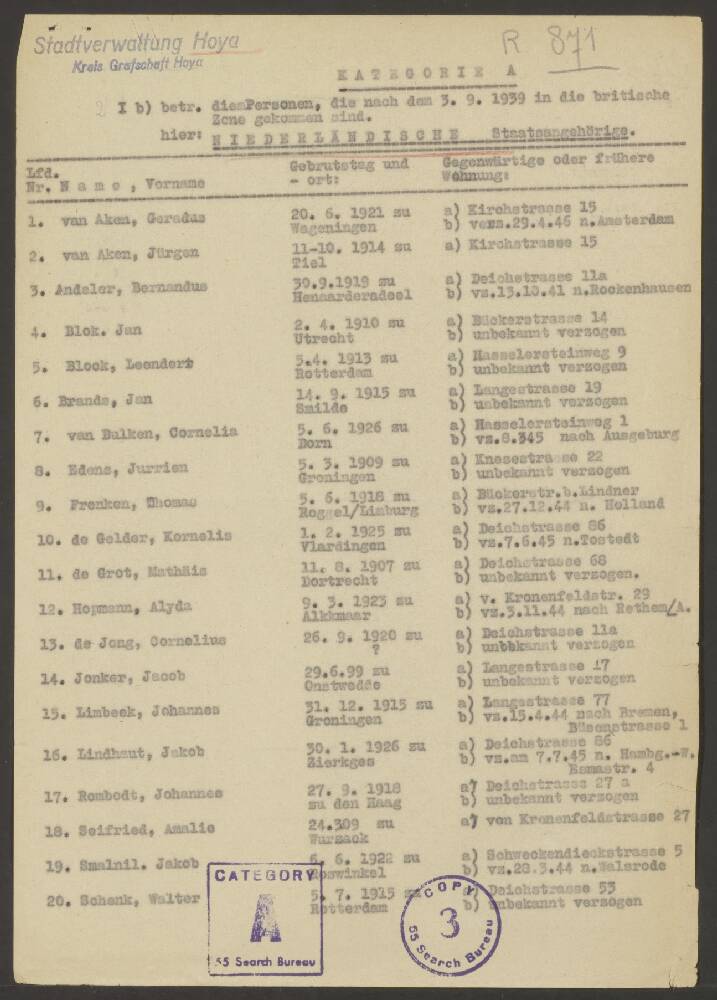 Stadtverwaltung Hoya
Kreis Grafschaft Hoya
R 871
KATEGORIE A
2 I b) betr. diePersonen, die nach dem 3. 9. 1939 in die britische
Zone gekommen sind.
hier: NIEDERLÄNDISCHE Staatsangehörige.
Lfd. Gebrutstag und Gegenwärtige oder frühere
Nr. Name, Vorname - ort: Wohnung:
1. van Aken, Geradus 20. 6. 1921 zu a) Kirchstrasse 15
Wageningen b) verz.29.4.46 n.Amsterdam
2. van Aken, Jürgen 11-10. 1914 zu a) Kirchstrasse 15
Tiel
3. Andeler, Bernandus 30.9.1919 zu a) Deichstrasse 11a
Henaarderadeel b) vz.13.10.41 n.Rockenhausen
4. Blok. Jan 2. 4. 1910 zu a) Bückerstrasse 14
Utrecht b) unbekannt verzogen
5. Block, Leendert 5.4. 1913 zu a) Hasselersteinweg 9
Rotterdam b) unbekannt verzogen
6. Brands, Jan 14. 9. 1915 zu a) Langestrasse 19
Smilde b) unbekannt verzogen
7. van Dalken, Cornelia 5. 6. 1926 zu a) Hasselersteinweg 1
Born b) vz.8.345 nach Ausgeburg
8. Edens, Jurrien 5. 3. 1909 zu a) Knesestrasse 22
Groningen b) unbekannt verzogen
9. Frenken, Thomas 5. 6. 1918 zu a) Bückerstr.b.Lindner
Roggel/Limburg b) vz.27.12.44 n. Holland
10. de Gelder, Kornelis 1. 2. 1925 zu a) Deichstrasse 86
Vlardingen b) vz.7.6.45 n.Tostedt
11. de Grot, Mathäis 11. 8. 1907 zu a) Deichstrasse 68
Dortrecht b) unbekannt verzogen.
12. Hopmann, Alyda 9. 3. 1923 zu a) v. Kronenfeldstr. 29
Alkkmaar b) vz.3.11.44 nach Rethem/A.
13. de Jong, Cornelius 26. 9. 1920 zu a) Deichstrasse 11a
? b) unbbkannt verzogen
14. Jonker, Jacob 29.6.99 zu a) Langestrasse 17
Onstwedde b) unbekannt verzogen
15. Limbeek, Johannes 31. 12. 1915 zu a) Langstrasse 77
Groningen b) vz.15.4.44 nach Bremen,
Büsenstrasse 1
16. Lindhaut, Jakob 30. 1. 1926 zu a) Deichstrasse 86
Zierkges b) vz.am 7.7.45 n. Hambg.-W.
Esmastr. 4
17. Rombodt, Johannes 27. 9. 1918 a) Deichstrasse 27 a
zu den Haag b) unbekannt verzogen
18. Seifried, Amalie 24.309 zu a) von Kronenfeldstrasse 27
Wurzack
19. Smalnil. Jakob 6. 6. 1922 zu a) Schweckendieckstrasse 5
Roswinkel b) vz.28.3.44 n.Walsrode
20. Schenk, Walter 5. 7. 1915 zu a) Deichstrasse 53
Rotterdam b) unbekannt verzogen
CATEGORY
A
55 Search Bureau
COPY
3
55 Search Bureau